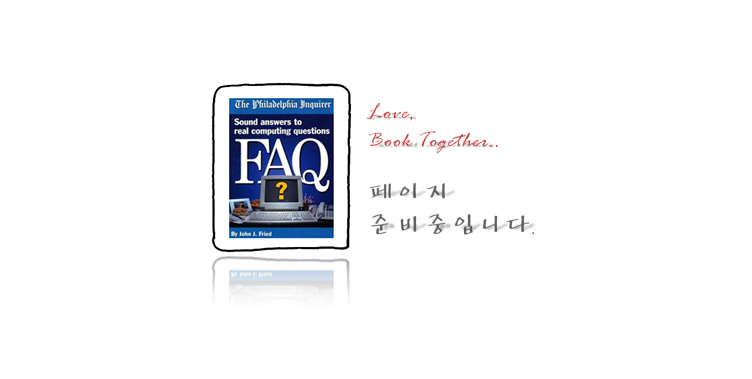 The Philadelphia Inquirer
Sound answers to
real computing questions
FAQ
?
By John J. Fried
Love,
Book Together..
페이지
준비중입니다.